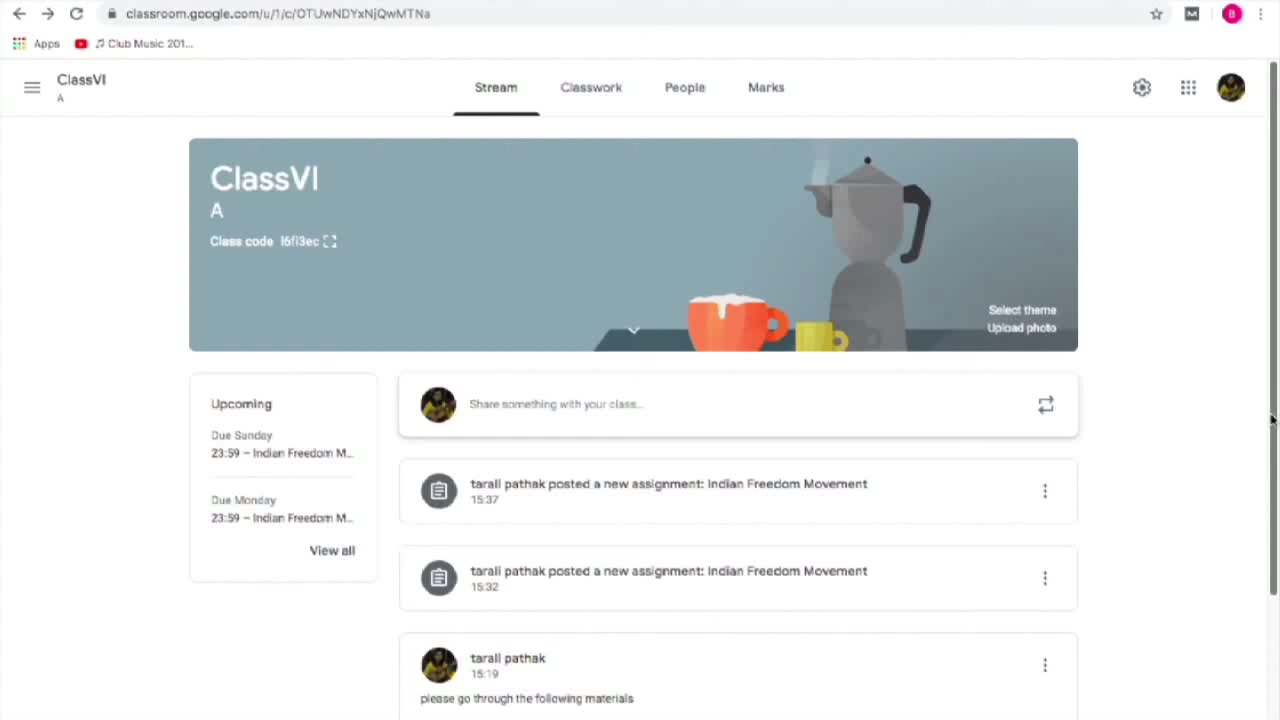 classroom.google.com/u/1/c/OTUwNDYxNjQwMTNa
B
Apps
Club Music 201...
ClassVI
A
Stream
Classwork
People
Marks
ClassVI
A
Class code l6fi3ec
Select theme
Upload photo
Upcoming
Due Sunday
23:59 – Indian Freedom M...
Due Monday
23:59 – Indian Freedom M...
View all
Share something with your class...
tarali pathak posted a new assignment: Indian Freedom Movement
15:37
tarali pathak posted a new assignment: Indian Freedom Movement
15:32
tarali pathak
15:19
please go through the following materials